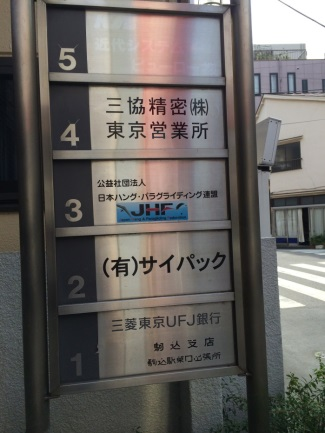 5
三協精密㈱
東京営業所
4
公益社団法人
日本ハング・パラグライディング連盟
JHF
3
(有)サイパック
2
三菱東京UFJ銀行
駒込支店
1